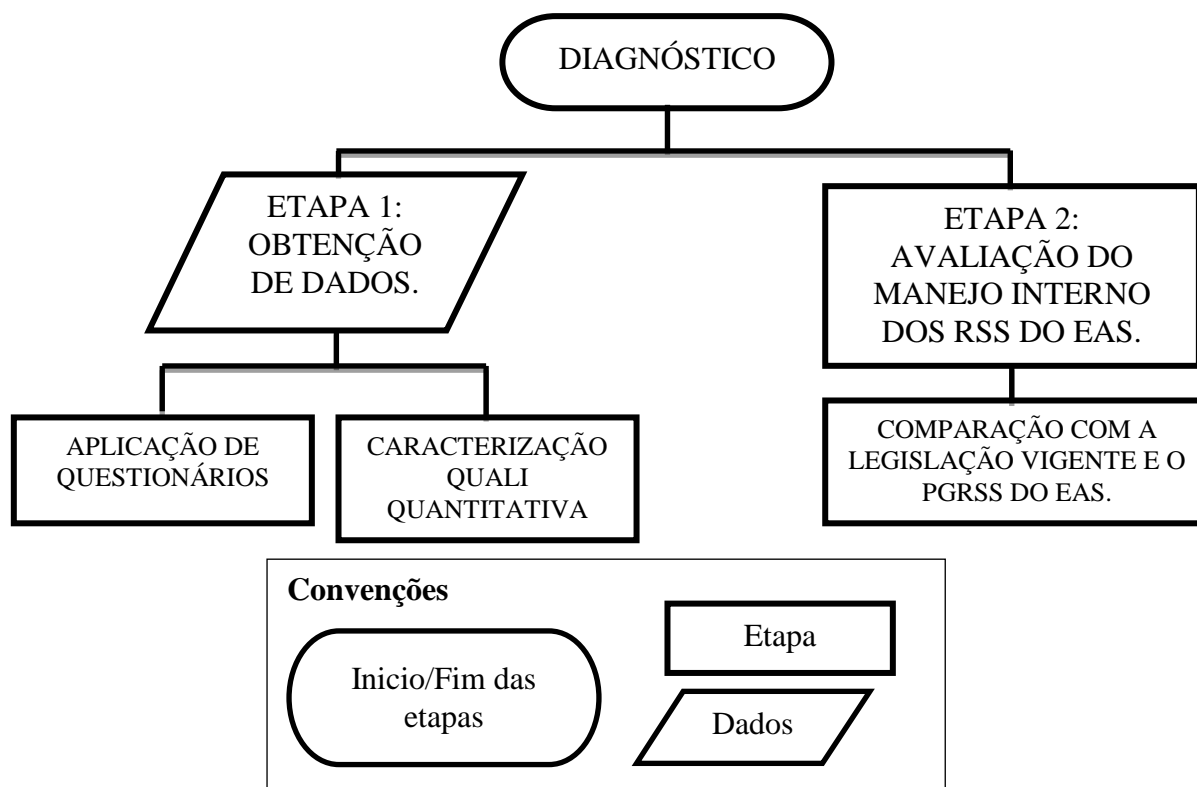 DIAGNÓSTICO
ETAPA 1:
OBTENÇÃO
DE DADOS.
ETAPA 2:
AVALIAÇÃO DO
MANEJO INTERNO
DOS RSS DO EAS.
APLICAÇÃO DE
QUESTIONÁRIOS
CARACTERIZAÇÃO
QUALI
QUANTITATIVA
COMPARAÇÃO COM A
LEGISLAÇÃO VIGENTE E O
PGRSS DO EAS.
Convenções
Inicio/Fim das
etapas
Etapa
Dados